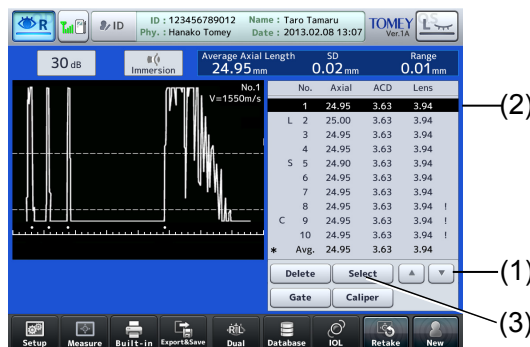 R
ID
ID : 123456789012 Name : Taro Tamaru
Phy. : Hanako Tomey Date : 2013.02.08 13:07
TOMEY
Ver.1A
30 dB
Immersion
Average Axial Length SD Range
24.95 mm 0.02 mm 0.01 mm
No.1
V=1550m/s
No. Axial ACD Lens
1 24.95 3.63 3.94
L 2 25.00 3.63 3.94
3 24.95 3.63 3.94
4 24.95 3.63 3.94
S 5 24.90 3.63 3.94
6 24.95 3.63 3.94
7 24.95 3.63 3.94
8 24.95 3.63 3.94 !
C 9 24.95 3.63 3.94 !
10 24.95 3.63 3.94 !
* Avg. 24.95 3.63 3.94
Delete Select
Gate Caliper
(2)
(1)
(3)
Setup Measure Built-in Export&Save Dual Database IOL Retake New